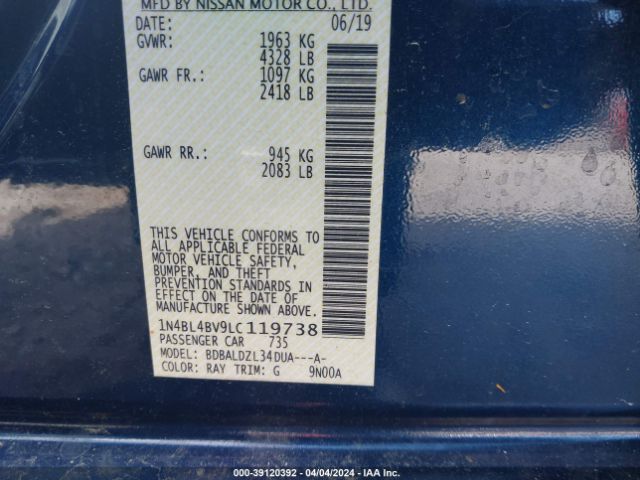 MFD BY NISSAN MOTOR CO., LTD.
DATE: 06/19
GVWR: 1963 KG
4328 LB
GAWR FR.: 1097 KG
2418 LB
GAWR RR.: 945 KG
2083 LB
THIS VEHICLE CONFORMS TO
ALL APPLICABLE FEDERAL
MOTOR VEHICLE SAFETY,
BUMPER, AND THEFT
PREVENTION STANDARDS IN
EFFECT ON THE DATE OF
MANUFACTURE SHOWN ABOVE.
1N4BL4BV9LC119738
PASSENGER CAR 735
MODEL: BDBALDZL34DUA---A-
COLOR: RAY TRIM: G 9N00A
000-39120392 - 04/04/2024 - IAA Inc.